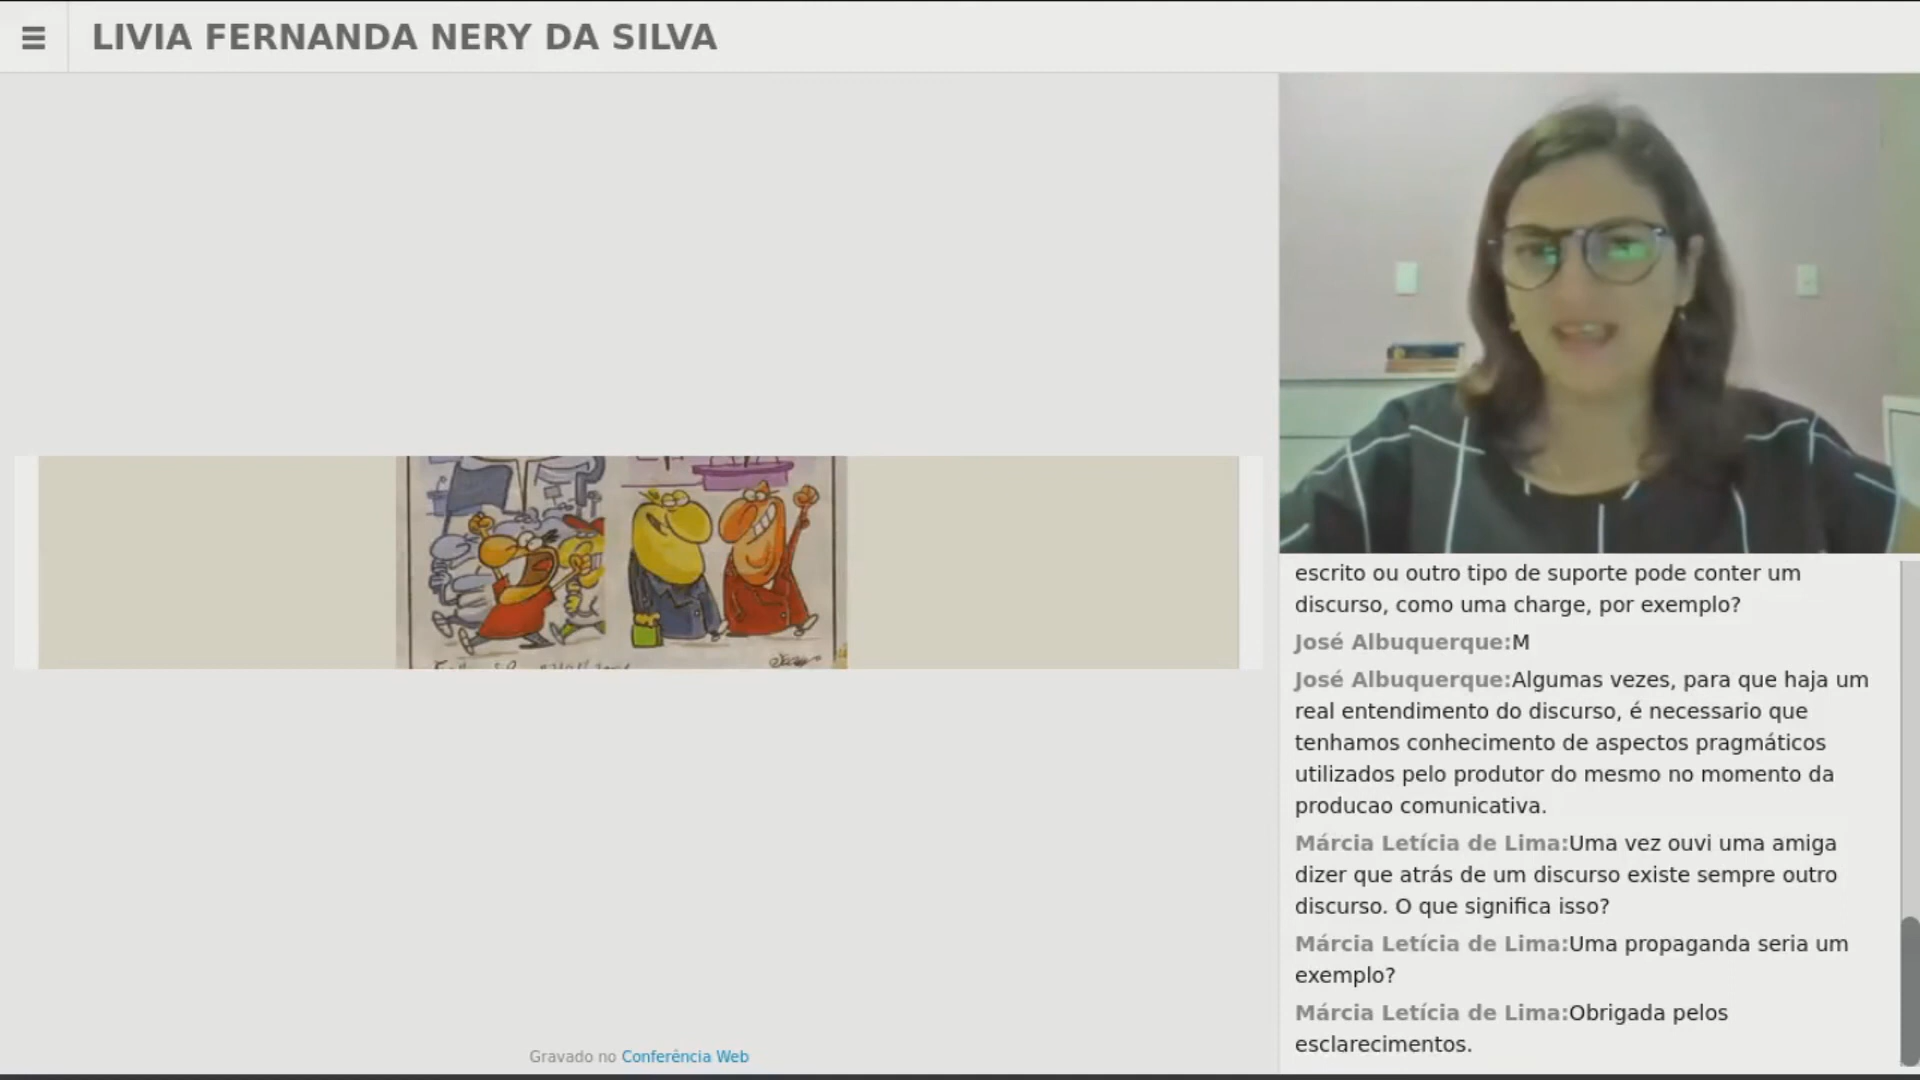 LIVIA FERNANDA NERY DA SILVA
escrito ou outro tipo de suporte pode conter um
discurso, como uma charge, por exemplo?
José Albuquerque:M
José Albuquerque:Algumas vezes, para que haja um
real entendimento do discurso, é necessario que
tenhamos conhecimento de aspectos pragmáticos
utilizados pelo produtor do mesmo no momento da
producao comunicativa.
Márcia Letícia de Lima:Uma vez ouvi uma amiga
dizer que atrás de um discurso existe sempre outro
discurso. O que significa isso?
Márcia Letícia de Lima:Uma propaganda seria um
exemplo?
Márcia Letícia de Lima:Obrigada pelos
esclarecimentos.
Gravado no Conferência Web